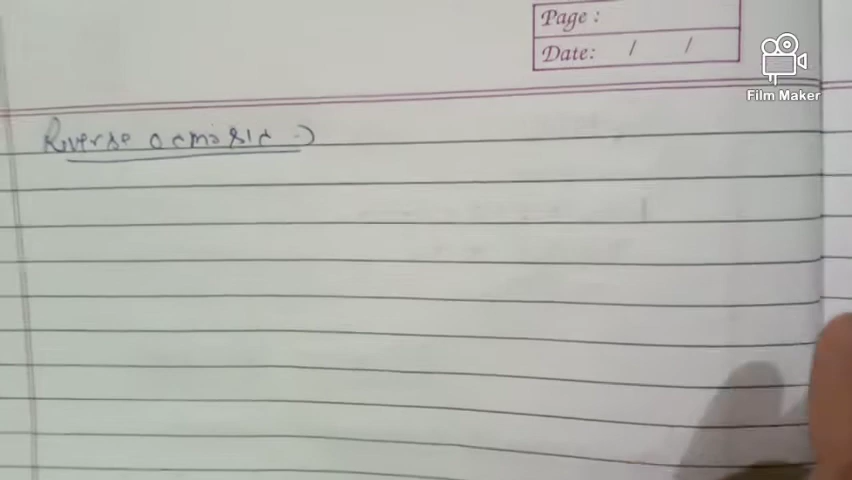 Page :
Date: / /
Film Maker
Reverse osmosis :)